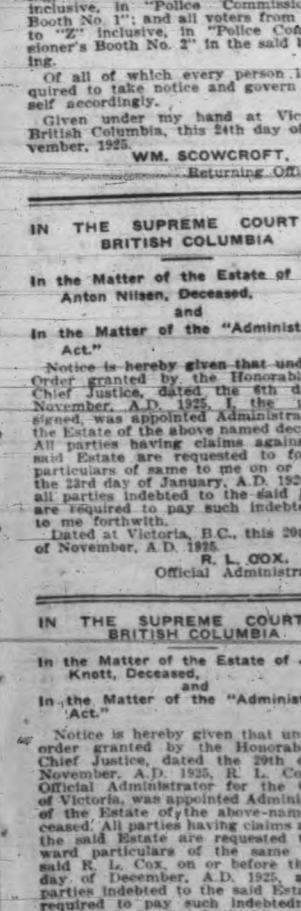 inclusive, in "Police Commissio
Booth No. 1"; and all voters from
to "Z" inclusive, in "Police Com
sioner's Booth No. 2" in the said b
ing.
Of all of which every person i
quired to take notice and govern
self accordingly.
Given under my hand at Vic
British Columbia, this 24th day of
vember, 1925.
WM. SCOWCROFT,
Returning Offi
IN THE SUPREME COURT
BRITISH COLUMBIA
In the Matter of the Estate of
Anton Nilsen, Deceased,
and
In the Matter of the "Administ
Act."
Notice is hereby given that und
Order granted by the Honorabl
Chief Justice, dated the 6th d
November, A.D. 1925, I, the
signed, was appointed Administra
the Estate of the above named dec
All parties having claims agains
said Estate are requested to fo
particulars of same to me on or
the 23rd day of January, A.D. 192
all parties indebted to the said
are required to pay such indebte
to me forthwith.
Dated at Victoria, B.C., this 20t
of November, A.D. 1925.
R. L. COX,
Official Administra
IN THE SUPREME COURT
BRITISH COLUMBIA
In the Matter of the Estate of
Knott, Deceased,
and
In the Matter of the "Adminis
Act."
Notice is hereby given that un
order granted by the Honorab
Chief Justice, dated the 20th
November, A.D. 1925, R. L. Co
Official Administrator for the
of Victoria, was appointed Admini
of the Estate of the above-nam
ceased. All parties having claims
the said Estate are requested
ward particulars of the same
said R. L. Cox, on or before th
day of December, A.D. 1925, a
parties indebted to the said Esta
required to pay such indebted